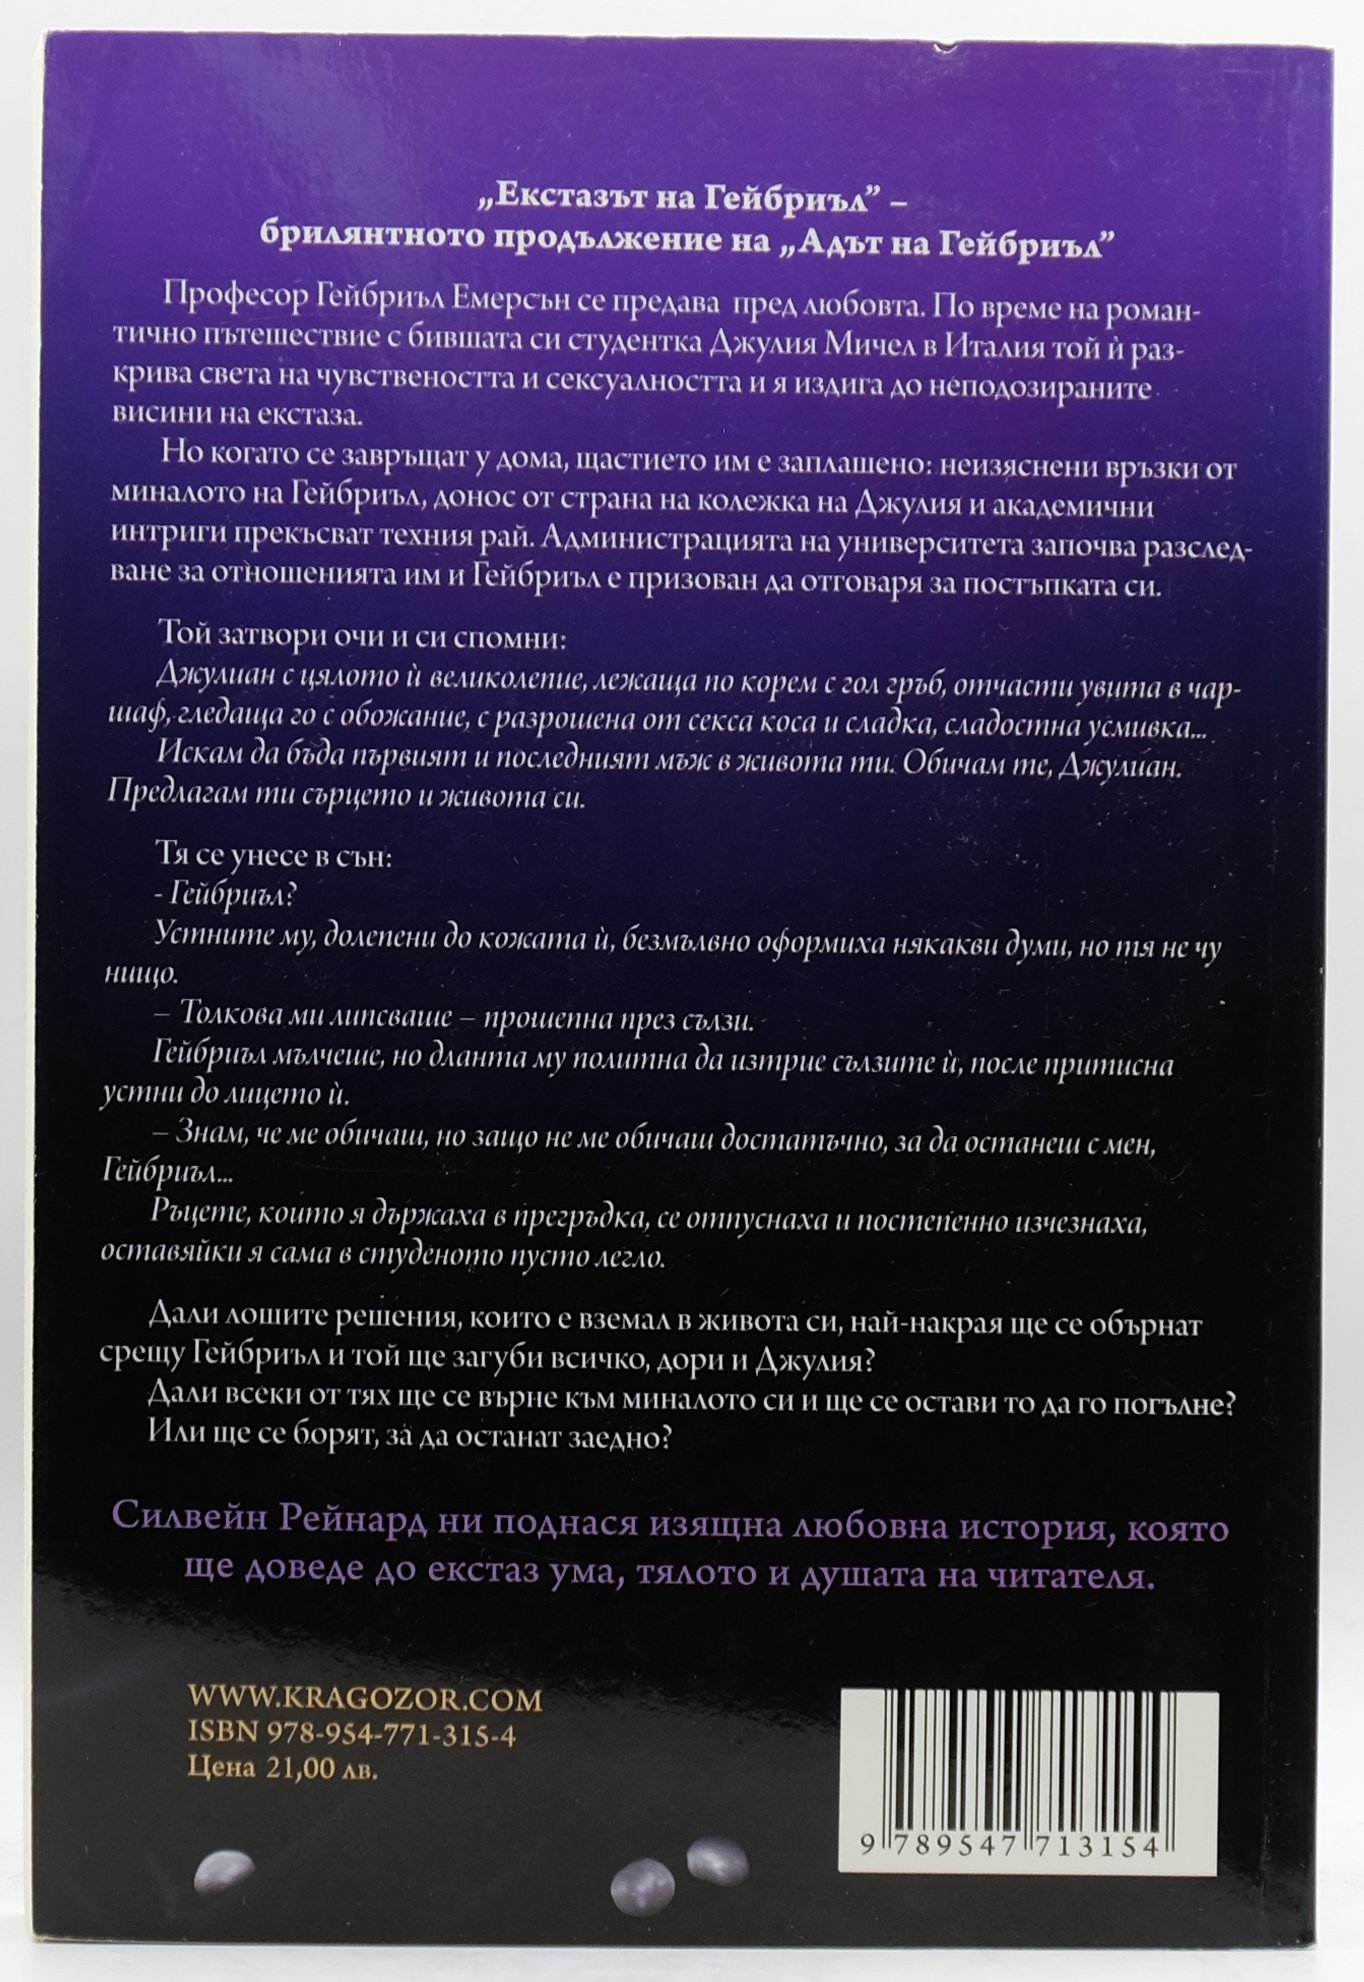 „Екстазът на Гейбриъл” –
брилянтното продължение на „Адът на Гейбриъл”
Професор Гейбриъл Емерсън се предава пред любовта. По време на роман-
тично пътешествие с бившата си студентка Джулия Мичел в Италия той ѝ раз-
крива света на чувствеността и сексуалността и я издига до неподозираните
висини на екстаза.
Но когато се завръщат у дома, щастието им е заплашено: неизяснени връзки от
миналото на Гейбриъл, донос от страна на колежка на Джулия и академични
интриги прекъсват техния рай. Администрацията на университета започва разслед-
ване за отношенията им и Гейбриъл е призован да отговаря за постъпката си.
Той затвори очи и си спомни:
Джулиан с цялото ѝ великолепие, лежаща по корем с гол гръб, отчасти увита в чар-
шаф, гледаща го с обожание, с разрошена от секса коса и сладка, сладостна усмивка...
Искам да бъда първият и последният мъж в живота ти. Обичам те, Джулиан.
Предлагам ти сърцето и живота си.
Тя се унесе в сън:
- Гейбриъл?
Устните му, долепени до кожата ѝ, безмълвно оформиха някакви думи, но тя не чу
нищо.
– Толкова ми липсваше – прошепна през сълзи.
Гейбриъл мълчеше, но дланта му политна да изтрие сълзите ѝ, после притисна
устни до лицето ѝ.
– Знам, че ме обичаш, но защо не ме обичаш достатъчно, за да останеш с мен,
Гейбриъл...
Ръцете, които я държаха в прегръдка, се отпуснаха и постепенно изчезнаха,
оставяйки я сама в студеното пусто легло.
Дали лошите решения, които е вземал в живота си, най-накрая ще се обърнат
срещу Гейбриъл и той ще загуби всичко, дори и Джулия?
Дали всеки от тях ще се върне към миналото си и ще се остави то да го погълне?
Или ще се борят, за да останат заедно?
Силвейн Рейнард ни поднася изящна любовна история, която
ще доведе до екстаз ума, тялото и душата на читателя.
WWW.KRAGOZOR.COM
ISBN 978-954-771-315-4
Цена 21,00 лв.
9 789547 713154